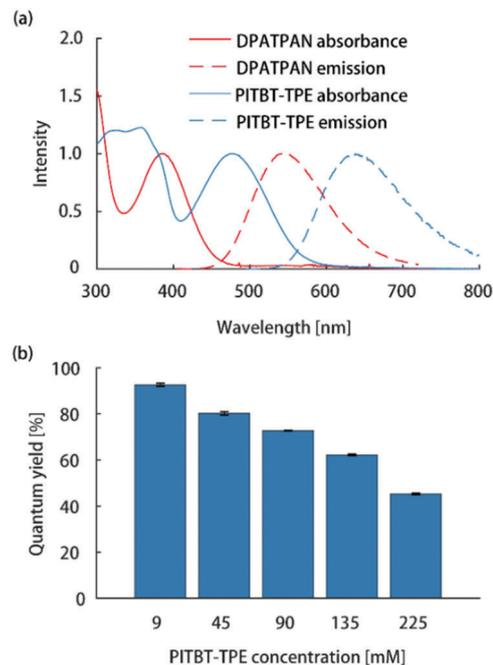 (a)
2.0
1.5
1.0
0.5
0
Intensity
DPATPAN absorbance
DPATPAN emission
PITBT-TPE absorbance
PITBT-TPE emission
300 400 500 600 700 800
Wavelength [nm]
(b)
100
80
60
40
20
0
Quantum yield [%]
9 45 90 135 225
PITBT-TPE concentration [mM]